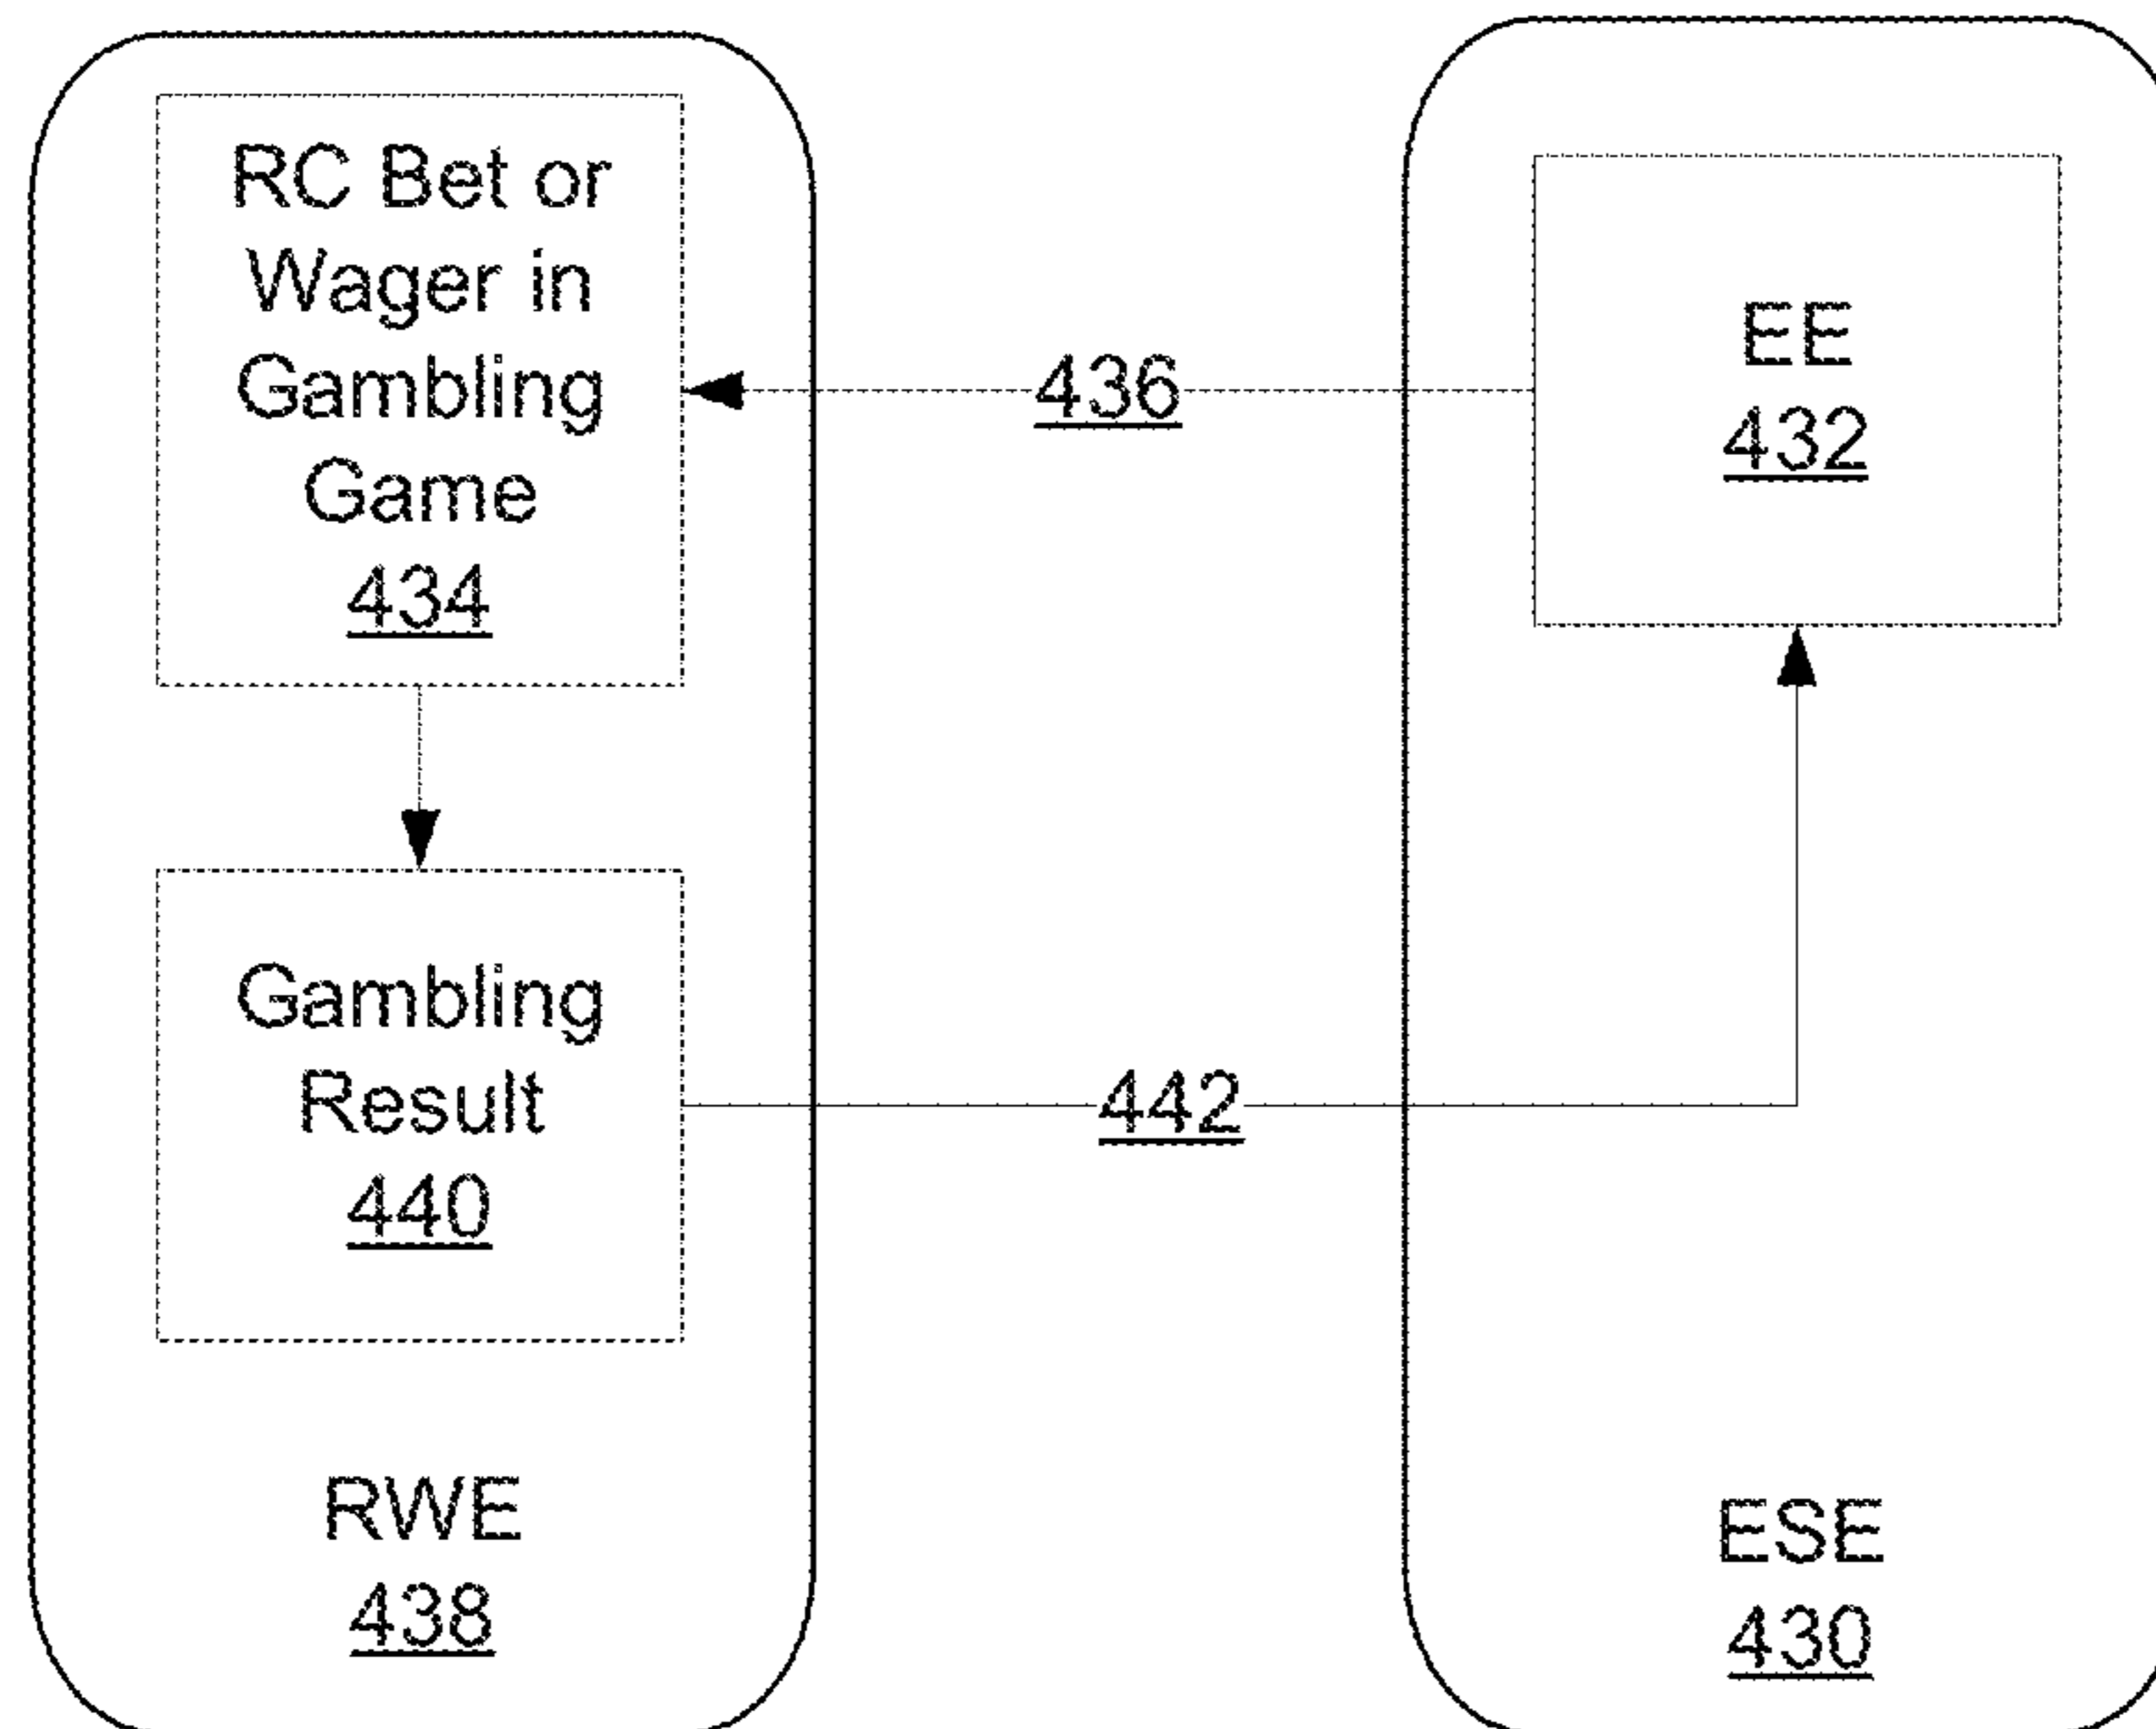 RC Bet or
Wager in
Gambling
Game
434
436
EE
432
Gambling
Result
440
442
RWE
438
ESE
430